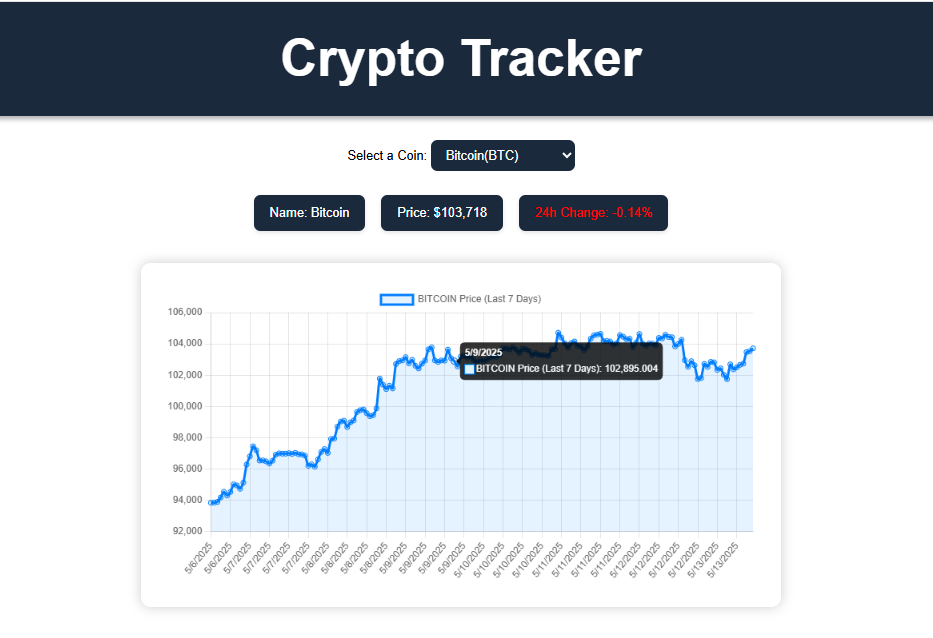 Crypto Tracker
Select a Coin: Bitcoin(BTC)
Name: Bitcoin Price: $103,718 24h Change: -0.14%
BITCOIN Price (Last 7 Days)
106,000
104,000
102,000
100,000
98,000
96,000
94,000
92,000
5/9/2025
BITCOIN Price (Last 7 Days): 102,895.004
5/6/2025 5/6/2025 5/7/2025 5/7/2025 5/7/2025 5/7/2025 5/8/2025 5/8/2025 5/8/2025 5/8/2025 5/9/2025 5/9/2025 5/9/2025 5/9/2025 5/10/2025 5/10/2025 5/10/2025 5/10/2025 5/11/2025 5/11/2025 5/11/2025 5/11/2025 5/12/2025 5/12/2025 5/12/2025 5/12/2025 5/13/2025 5/13/2025